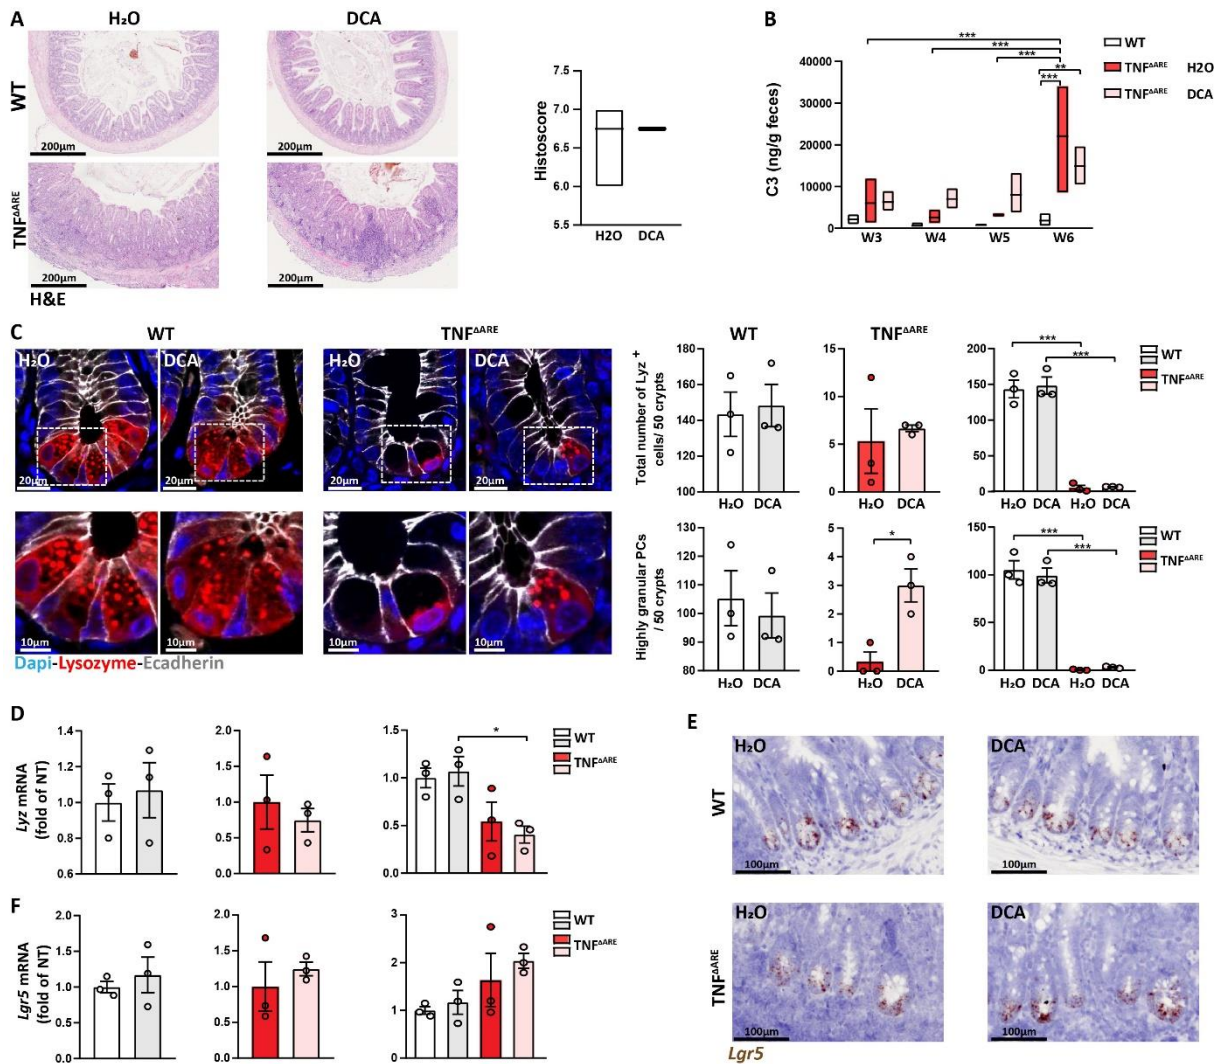 A
H₂O
DCA
WT
200µm
200µm
TNF^ΔARE
200µm
200µm
H&E
Histoscore
7.5
7.0
6.5
6.0
5.5
H2O
DCA
B
***
***
***
**
***
WT
TNF^ΔARE H2O
TNF^ΔARE DCA
C3 (ng/g feces)
40000
30000
20000
10000
0
W3
W4
W5
W6
C
WT
TNF^ΔARE
H₂O
DCA
H₂O
DCA
20µm
20µm
20µm
20µm
10µm
10µm
10µm
10µm
Dapi-Lysozyme-Ecadherin
WT
TNF^ΔARE
Total number of Lyz⁺
cells/ 50 crypts
180
160
140
120
100
H₂O
DCA
15
10
5
0
H₂O
DCA
200
150
100
50
0
***
***
H₂O
DCA
H₂O
DCA
WT
TNF^ΔARE
Highly granular PCs
/ 50 crypts
130
120
110
100
90
80
H₂O
DCA
5
4
3
2
1
0
*
H₂O
DCA
150
100
50
0
***
***
H₂O
DCA
H₂O
DCA
WT
TNF^ΔARE
D
Lyz mRNA
(fold of NT)
1.4
1.2
1.0
0.8
0.6
2.0
1.5
1.0
0.5
0.0
1.5
1.0
0.5
0.0
*
WT
TNF^ΔARE
E
H₂O
DCA
WT
100µm
100µm
H₂O
DCA
TNF^ΔARE
100µm
100µm
Lgr5
F
Lgr5 mRNA
(fold of NT)
2.0
1.5
1.0
0.5
0.0
2.0
1.5
1.0
0.5
0.0
3
2
1
0
WT
TNF^ΔARE